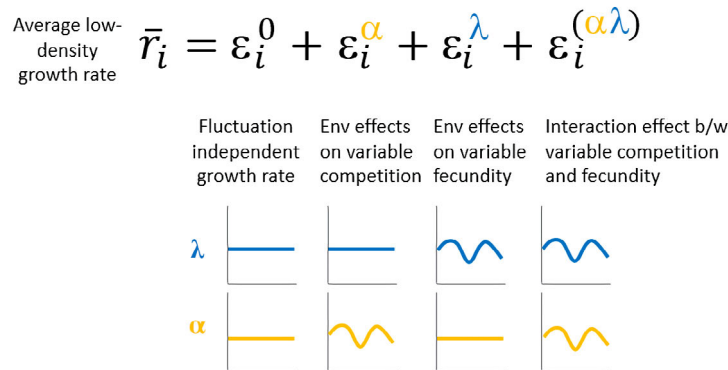 Average low-
density
growth rate
r̄ᵢ = εᵢ⁰ + εᵢ^α + εᵢ^λ + εᵢ^(αλ)
Fluctuation
independent
growth rate
Env effects
on variable
competition
Env effects
on variable
fecundity
Interaction effect b/w
variable competition
and fecundity
λ
α